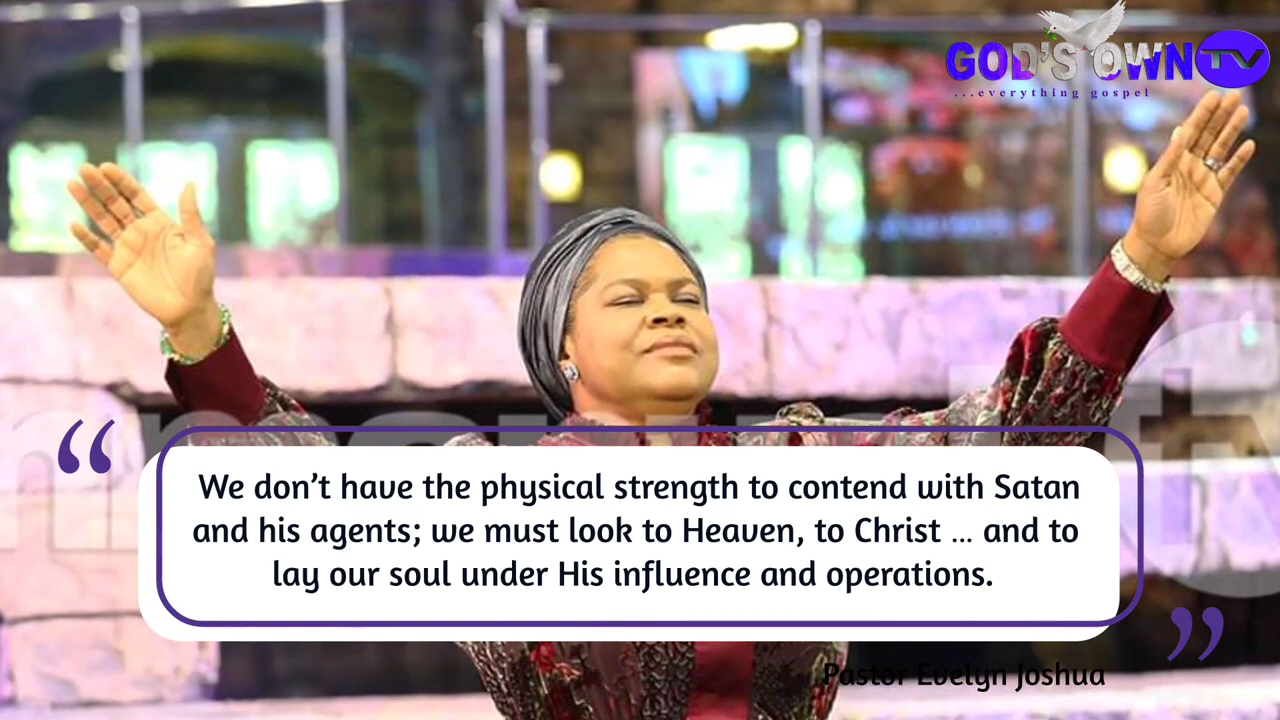 GOD'S OWN TV
...everything gospel
“
We don’t have the physical strength to contend with Satan
and his agents; we must look to Heaven, to Christ ... and to
lay our soul under His influence and operations.
”
Pastor Evelyn Joshua